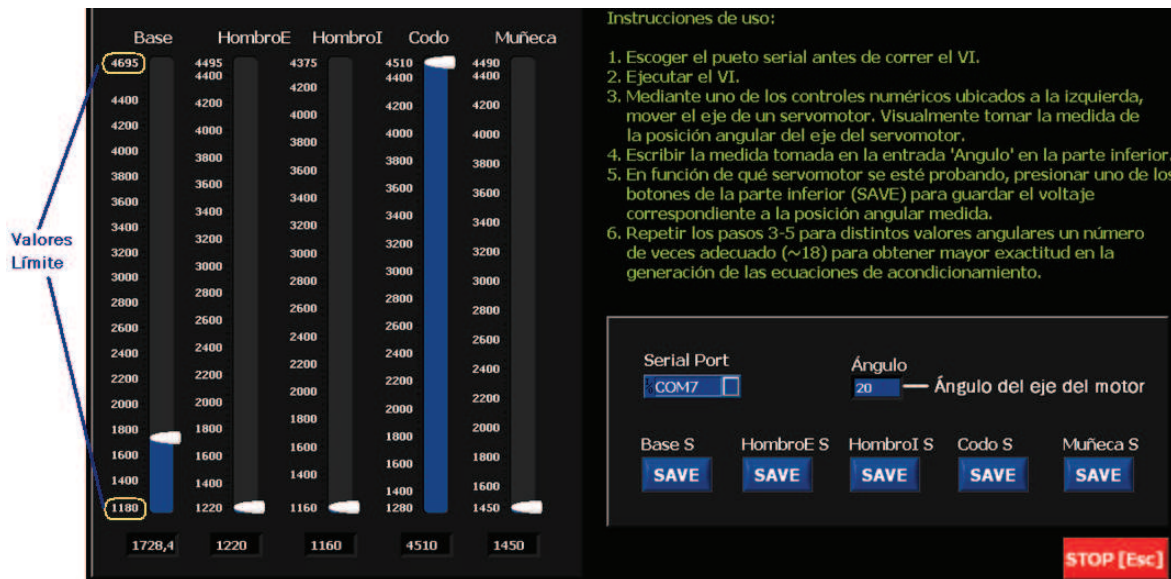 Valores
Límite
Base HombroE HombroI Codo Muñeca
4695 4495 4375 4510 4490
4400 4400 4400
4400 4200 4200 4200 4200
4200 4000 4000 4000 4000
4000 3800 3800 3800 3800
3800 3600 3600 3600 3600
3600 3400 3400 3400 3400
3400 3200 3200 3200 3200
3200 3000 3000 3000 3000
3000 2800 2800 2800 2800
2800 2600 2600 2600 2600
2600 2400 2400 2400 2400
2400 2200 2200 2200 2200
2200 2000 2000 2000 2000
2000 1800 1800 1800 1800
1800 1600 1600 1600 1600
1600 1400 1400 1400 1450
1400 1220 1160 1280
1180
1728,4 1220 1160 4510 1450
Instrucciones de uso:
1. Escoger el pueto serial antes de correr el VI.
2. Ejecutar el VI.
3. Mediante uno de los controles numéricos ubicados a la izquierda,
mover el eje de un servomotor. Visualmente tomar la medida de
la posición angular del eje del servomotor.
4. Escribir la medida tomada en la entrada 'Angulo' en la parte inferior.
5. En función de qué servomotor se esté probando, presionar uno de los
botones de la parte inferior (SAVE) para guardar el voltaje
correspondiente a la posición angular medida.
6. Repetir los pasos 3-5 para distintos valores angulares un número
de veces adecuado (~18) para obtener mayor exactitud en la
generación de las ecuaciones de acondicionamiento.
Serial Port
COM7
Ángulo
20
Ángulo del eje del motor
Base S HombroE S HombroI S Codo S Muñeca S
SAVE SAVE SAVE SAVE SAVE
STOP [Esc]